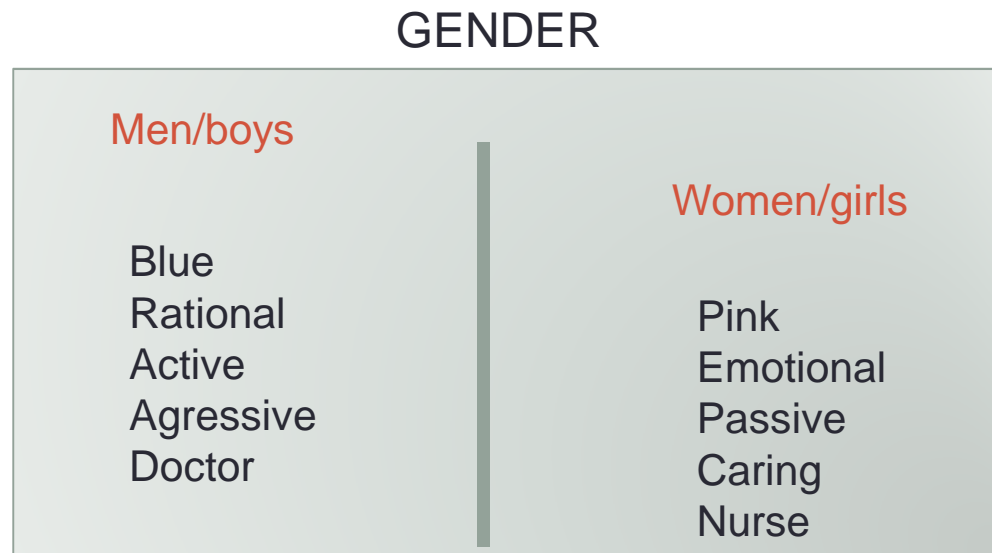 GENDER
Men/boys
Blue
Rational
Active
Agressive
Doctor
Women/girls
Pink
Emotional
Passive
Caring
Nurse